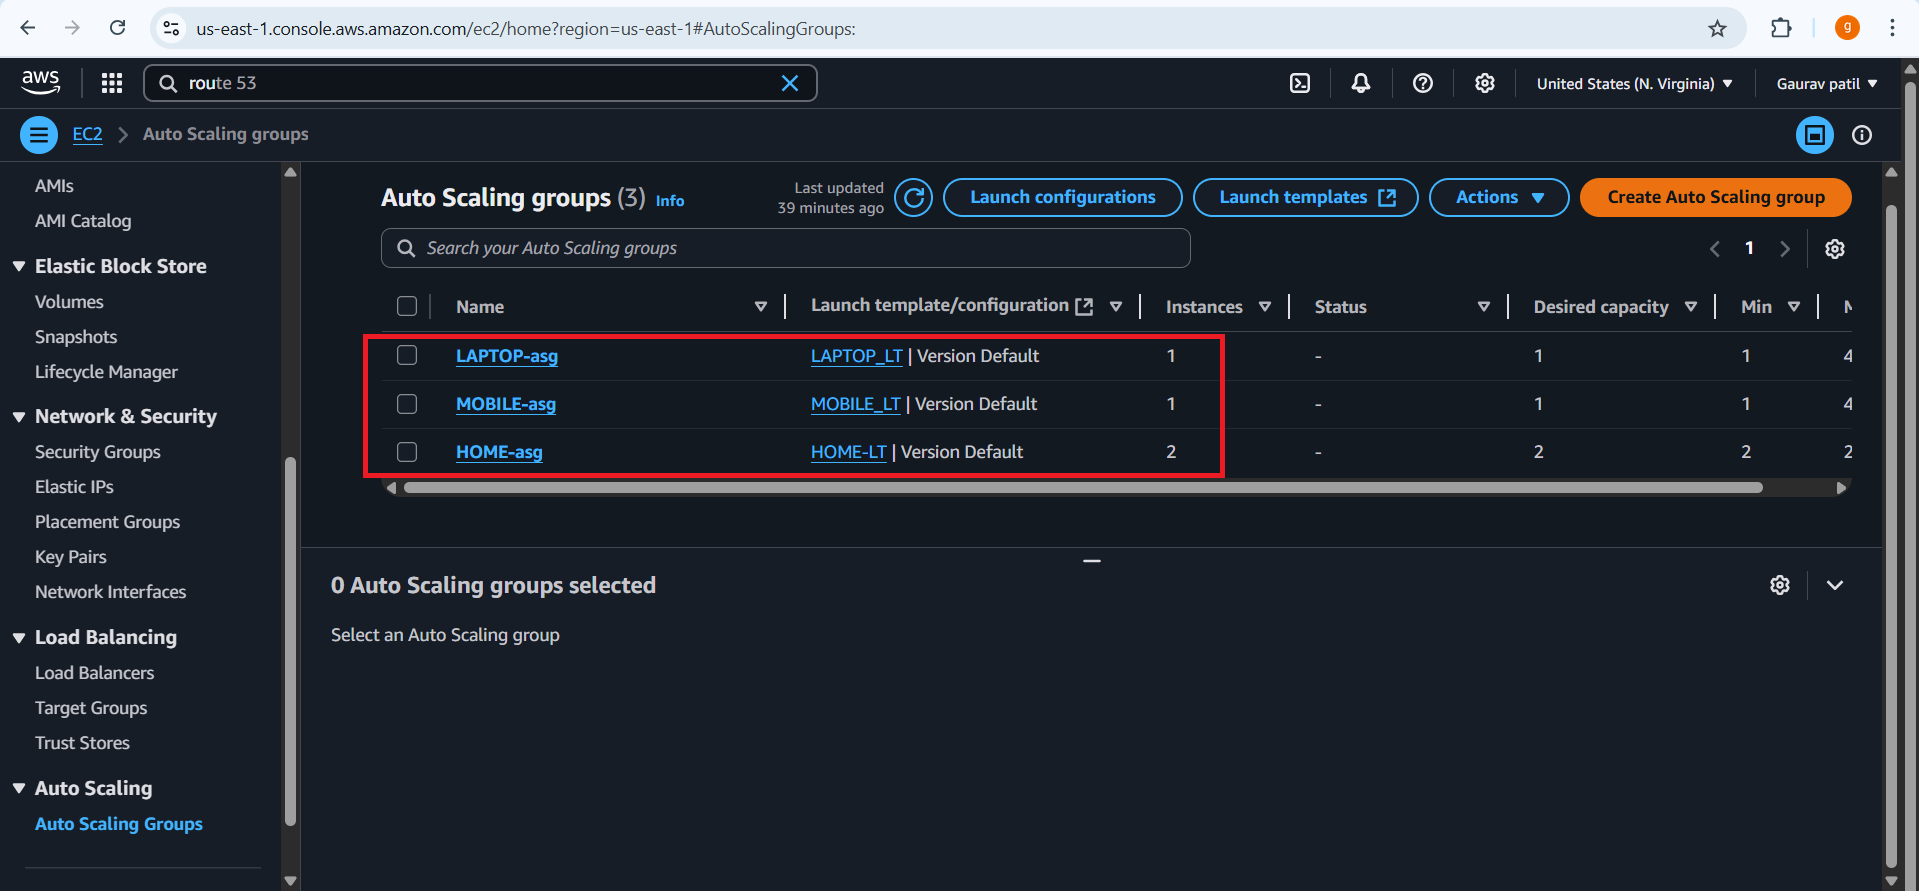 us-east-1.console.aws.amazon.com/ec2/home?region=us-east-1#AutoScalingGroups:
g
aws
route 53
United States (N. Virginia)
Gaurav patil
EC2
Auto Scaling groups
AMIs
AMI Catalog
Elastic Block Store
Volumes
Snapshots
Lifecycle Manager
Network & Security
Security Groups
Elastic IPs
Placement Groups
Key Pairs
Network Interfaces
Load Balancing
Load Balancers
Target Groups
Trust Stores
Auto Scaling
Auto Scaling Groups
Auto Scaling groups (3) Info
Last updated
39 minutes ago
Launch configurations
Launch templates
Actions
Create Auto Scaling group
Search your Auto Scaling groups
1
Name Launch template/configuration Instances Status Desired capacity Min
LAPTOP-asg LAPTOP_LT | Version Default 1 - 1 1 4
MOBILE-asg MOBILE_LT | Version Default 1 - 1 1 4
HOME-asg HOME-LT | Version Default 2 - 2 2 2
0 Auto Scaling groups selected
Select an Auto Scaling group